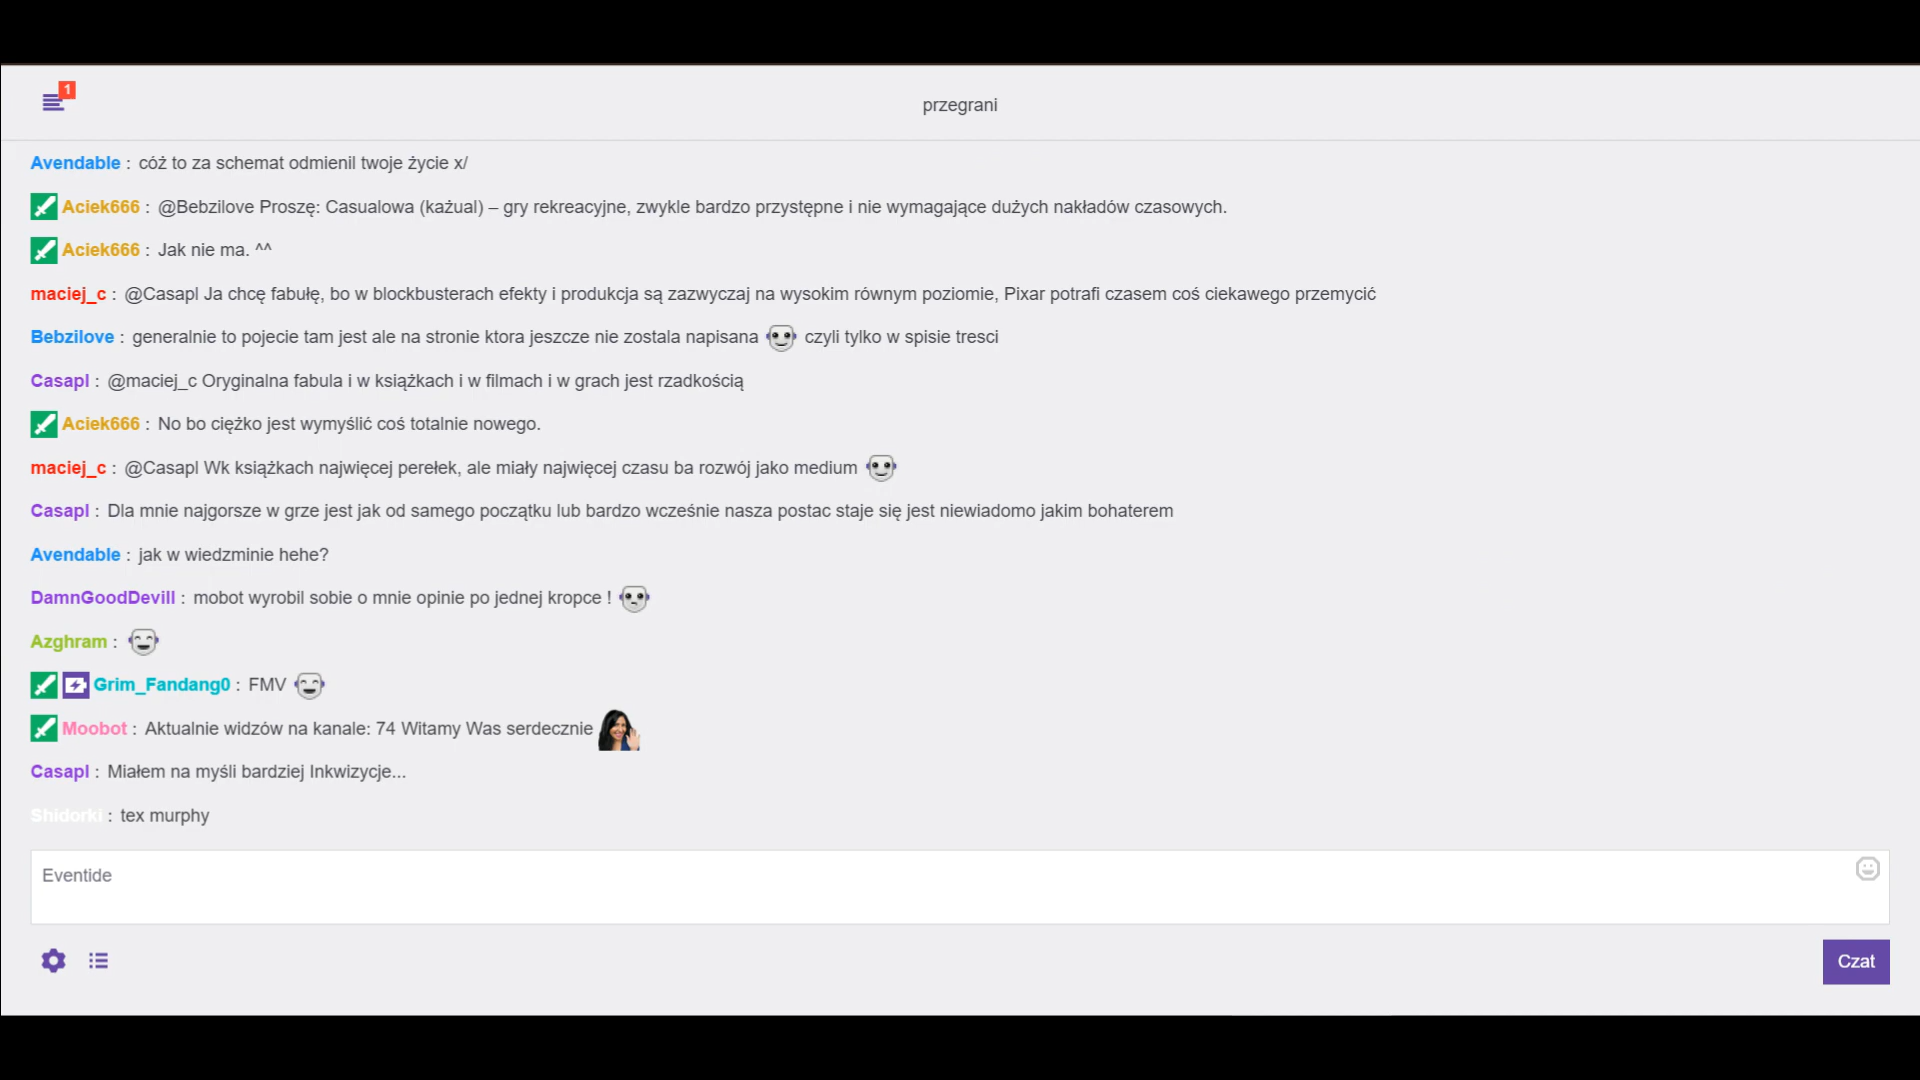 1
przegrani
Avendable : cóż to za schemat odmienil twoje życie x/
Aciek666 : @Bebzilove Proszę: Casualowa (każual) – gry rekreacyjne, zwykle bardzo przystępne i nie wymagające dużych nakładów czasowych.
Aciek666 : Jak nie ma. ^^
maciej_c : @Casapl Ja chcę fabułę, bo w blockbusterach efekty i produkcja są zazwyczaj na wysokim równym poziomie, Pixar potrafi czasem coś ciekawego przemycić
Bebzilove : generalnie to pojecie tam jest ale na stronie ktora jeszcze nie zostala napisana czyli tylko w spisie tresci
Casapl : @maciej_c Oryginalna fabula i w książkach i w filmach i w grach jest rzadkością
Aciek666 : No bo ciężko jest wymyślić coś totalnie nowego.
maciej_c : @Casapl Wk książkach najwięcej perełek, ale miały najwięcej czasu ba rozwój jako medium
Casapl : Dla mnie najgorsze w grze jest jak od samego początku lub bardzo wcześnie nasza postac staje się jest niewiadomo jakim bohaterem
Avendable : jak w wiedzminie hehe?
DamnGoodDevill : mobot wyrobil sobie o mnie opinie po jednej kropce !
Azghram :
Grim_Fandang0 : FMV
Moobot : Aktualnie widzów na kanale: 74 Witamy Was serdecznie
Casapl : Miałem na myśli bardziej Inkwizycje...
Shidorki : tex murphy
Eventide
Czat